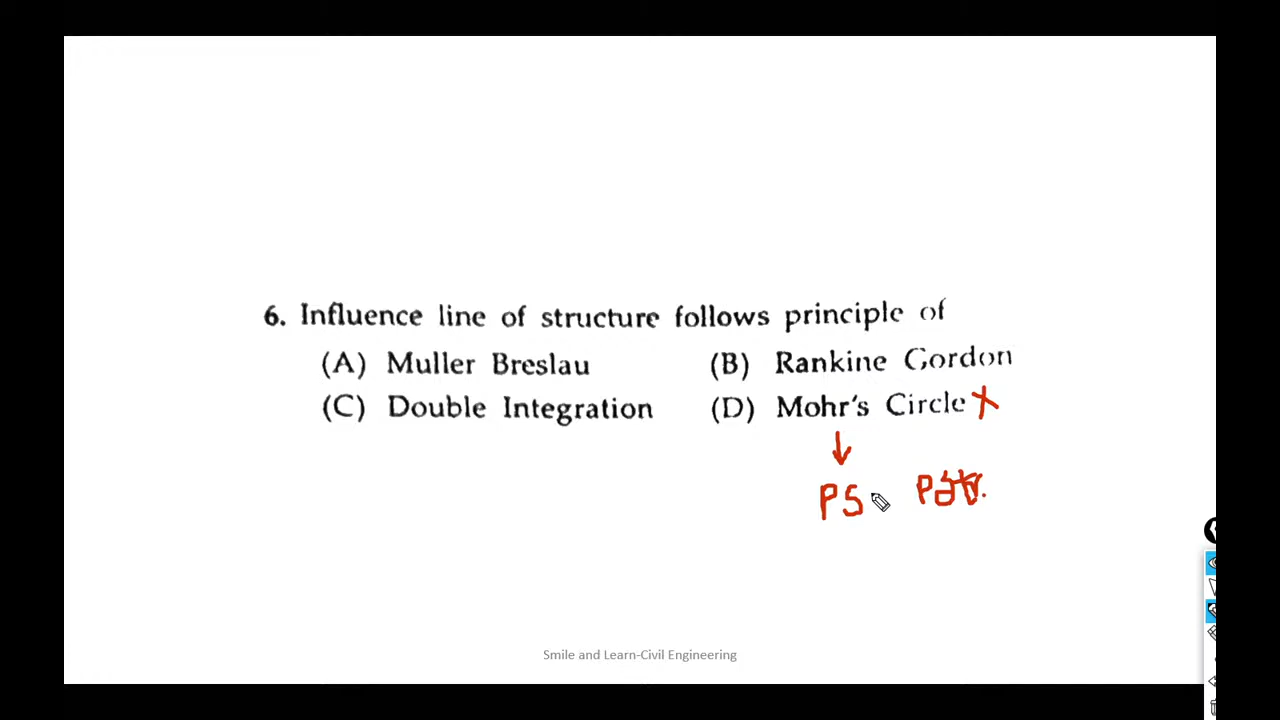 6. Influence line of structure follows principle of
(A) Muller Breslau (B) Rankine Gordon
(C) Double Integration (D) Mohr's Circle
PS
Smile and Learn-Civil Engineering